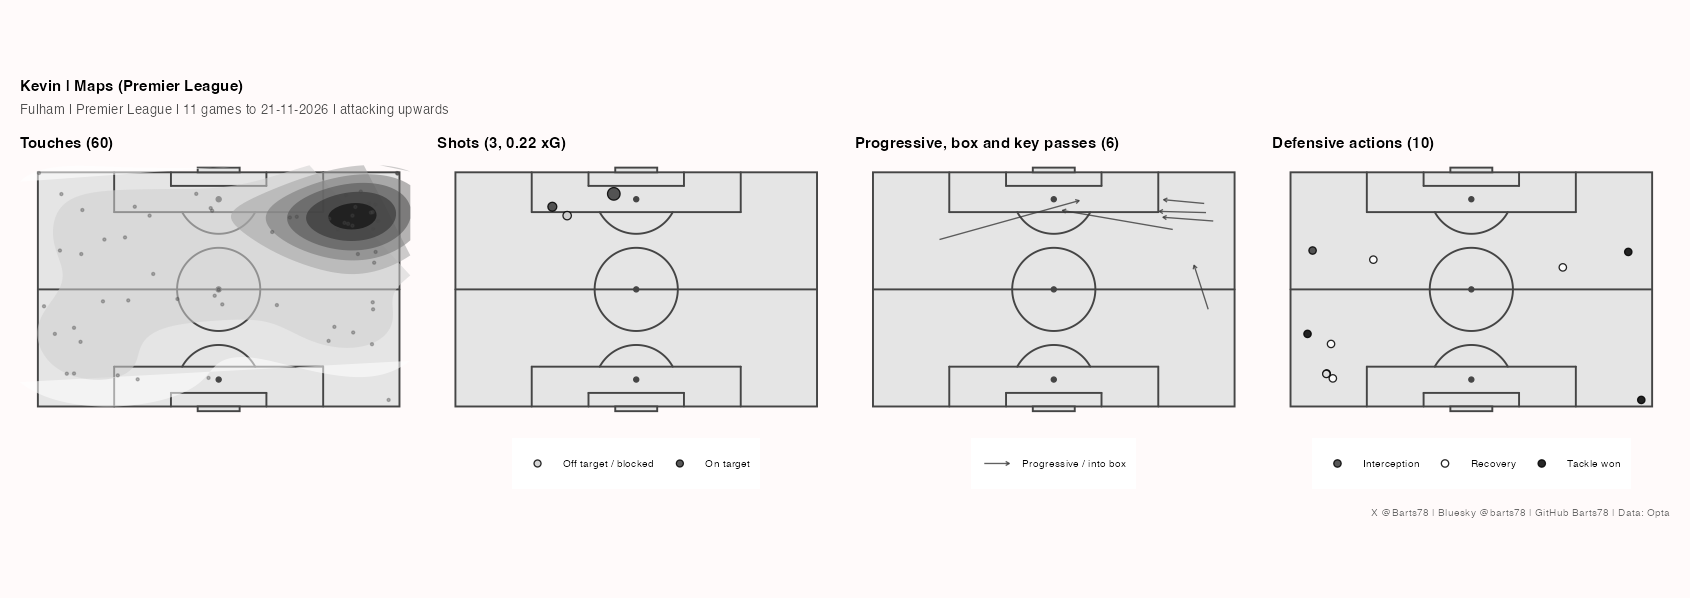 Kevin | Maps (Premier League)
Fulham | Premier League | 11 games to 21-11-2026 | attacking upwards
Touches (60)
Shots (3, 0.22 xG)
Progressive, box and key passes (6)
Defensive actions (10)
Off target / blocked
On target
Progressive / into box
Interception
Recovery
Tackle won
X @Barts78 | Bluesky @barts78 | GitHub Barts78 | Data: Opta